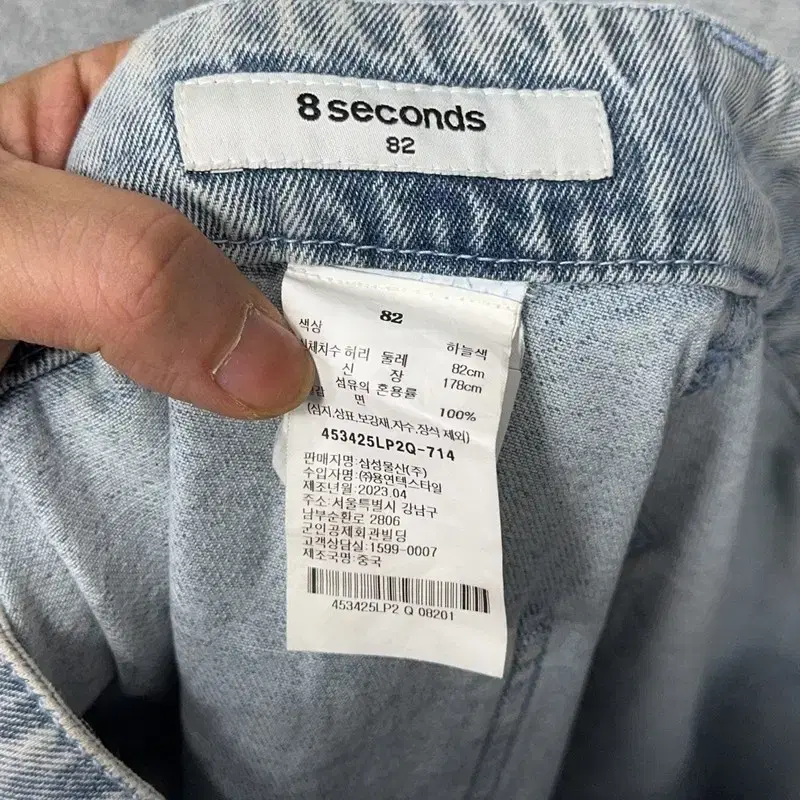 8 seconds
82
82
색상 하늘색
체치수 허리 둘레 82cm
신 장 178cm
섬유의 혼용률
면 100%
(심지,상표,보강재,자수,장식 제외)
453425LP2Q-714
판매자명:삼성물산(주)
수입자명:㈜용연텍스타일
제조년월:2023.04
주소:서울특별시 강남구
남부순환로 2806
군인공제회관빌딩
고객상담실:1599-0007
제조국명:중국
453425LP2 Q 08201